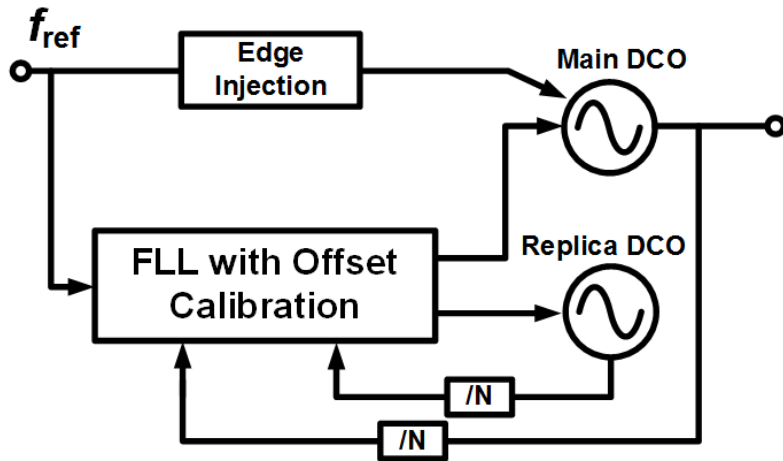 fref
Edge
Injection
Main DCO
FLL with Offset
Calibration
Replica DCO
/N
/N